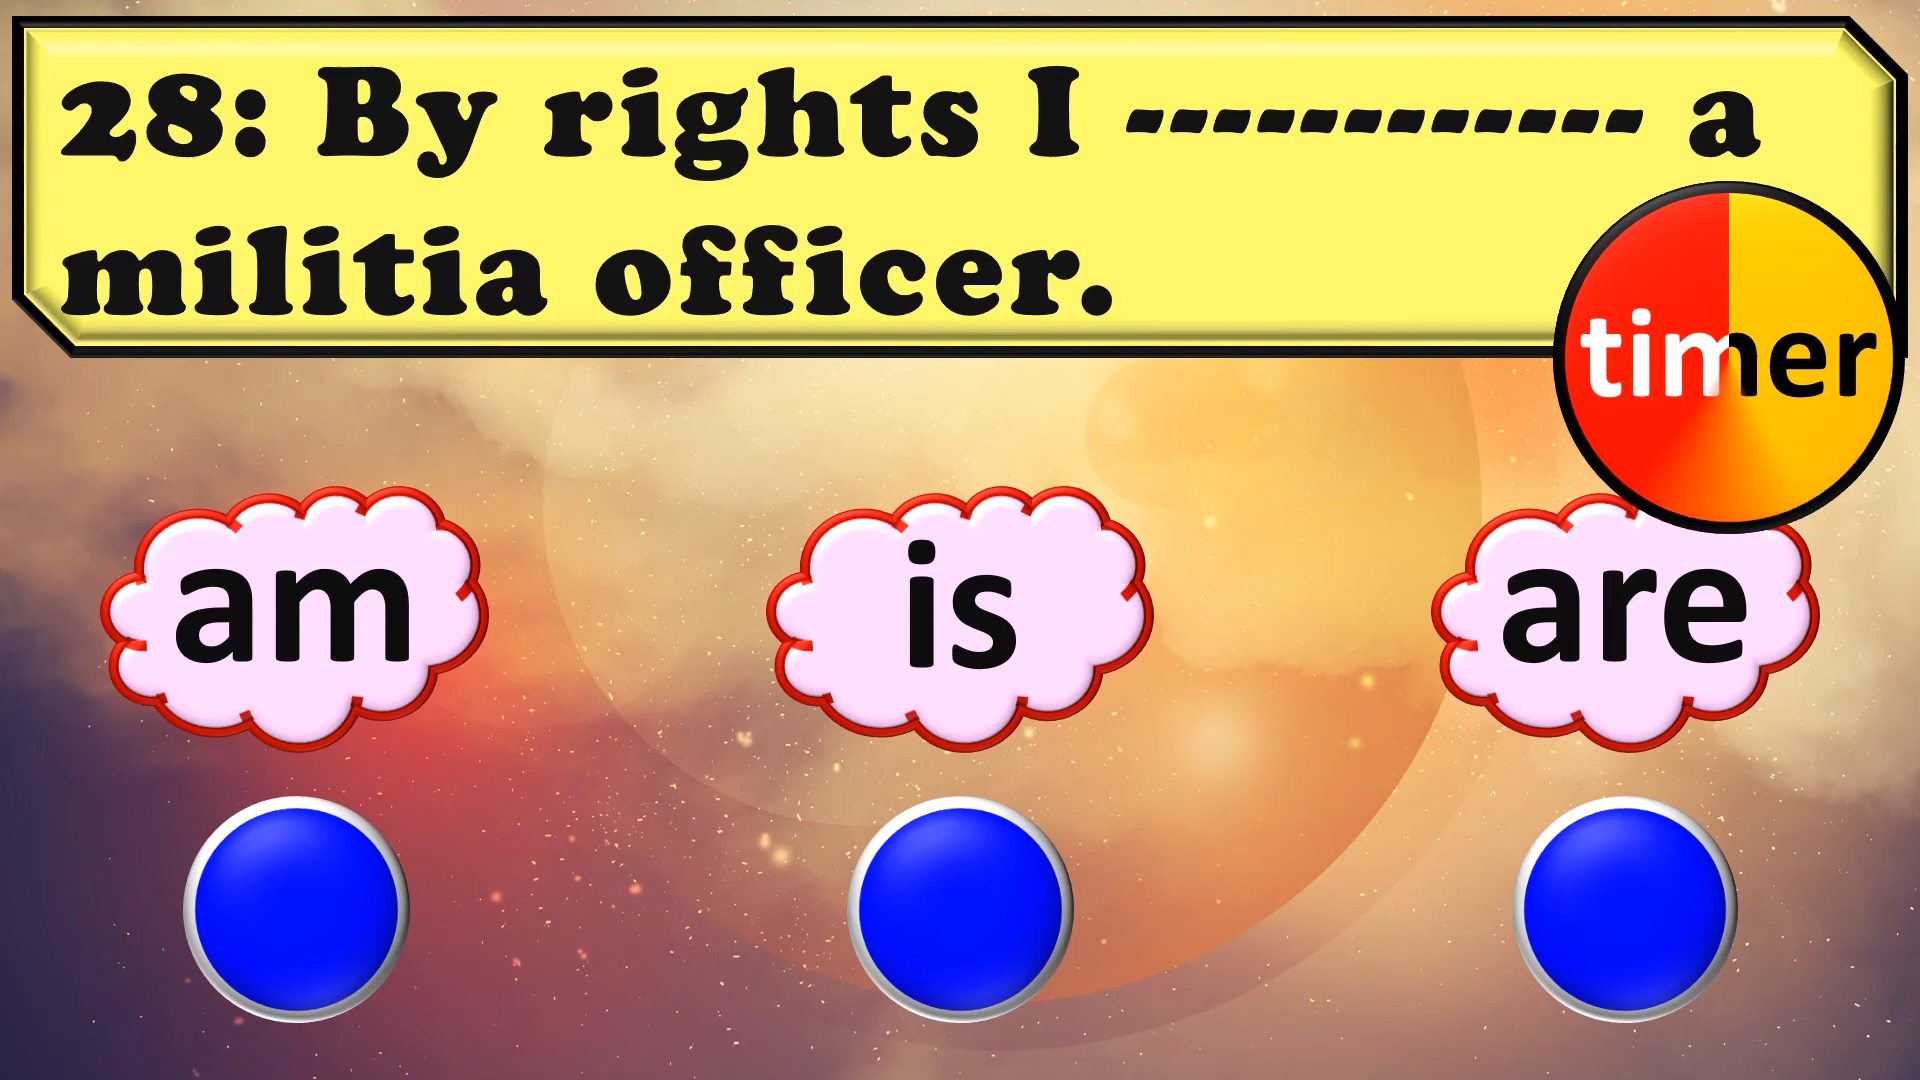 28: By rights I ------------ a
militia officer.
timer
am
is
are